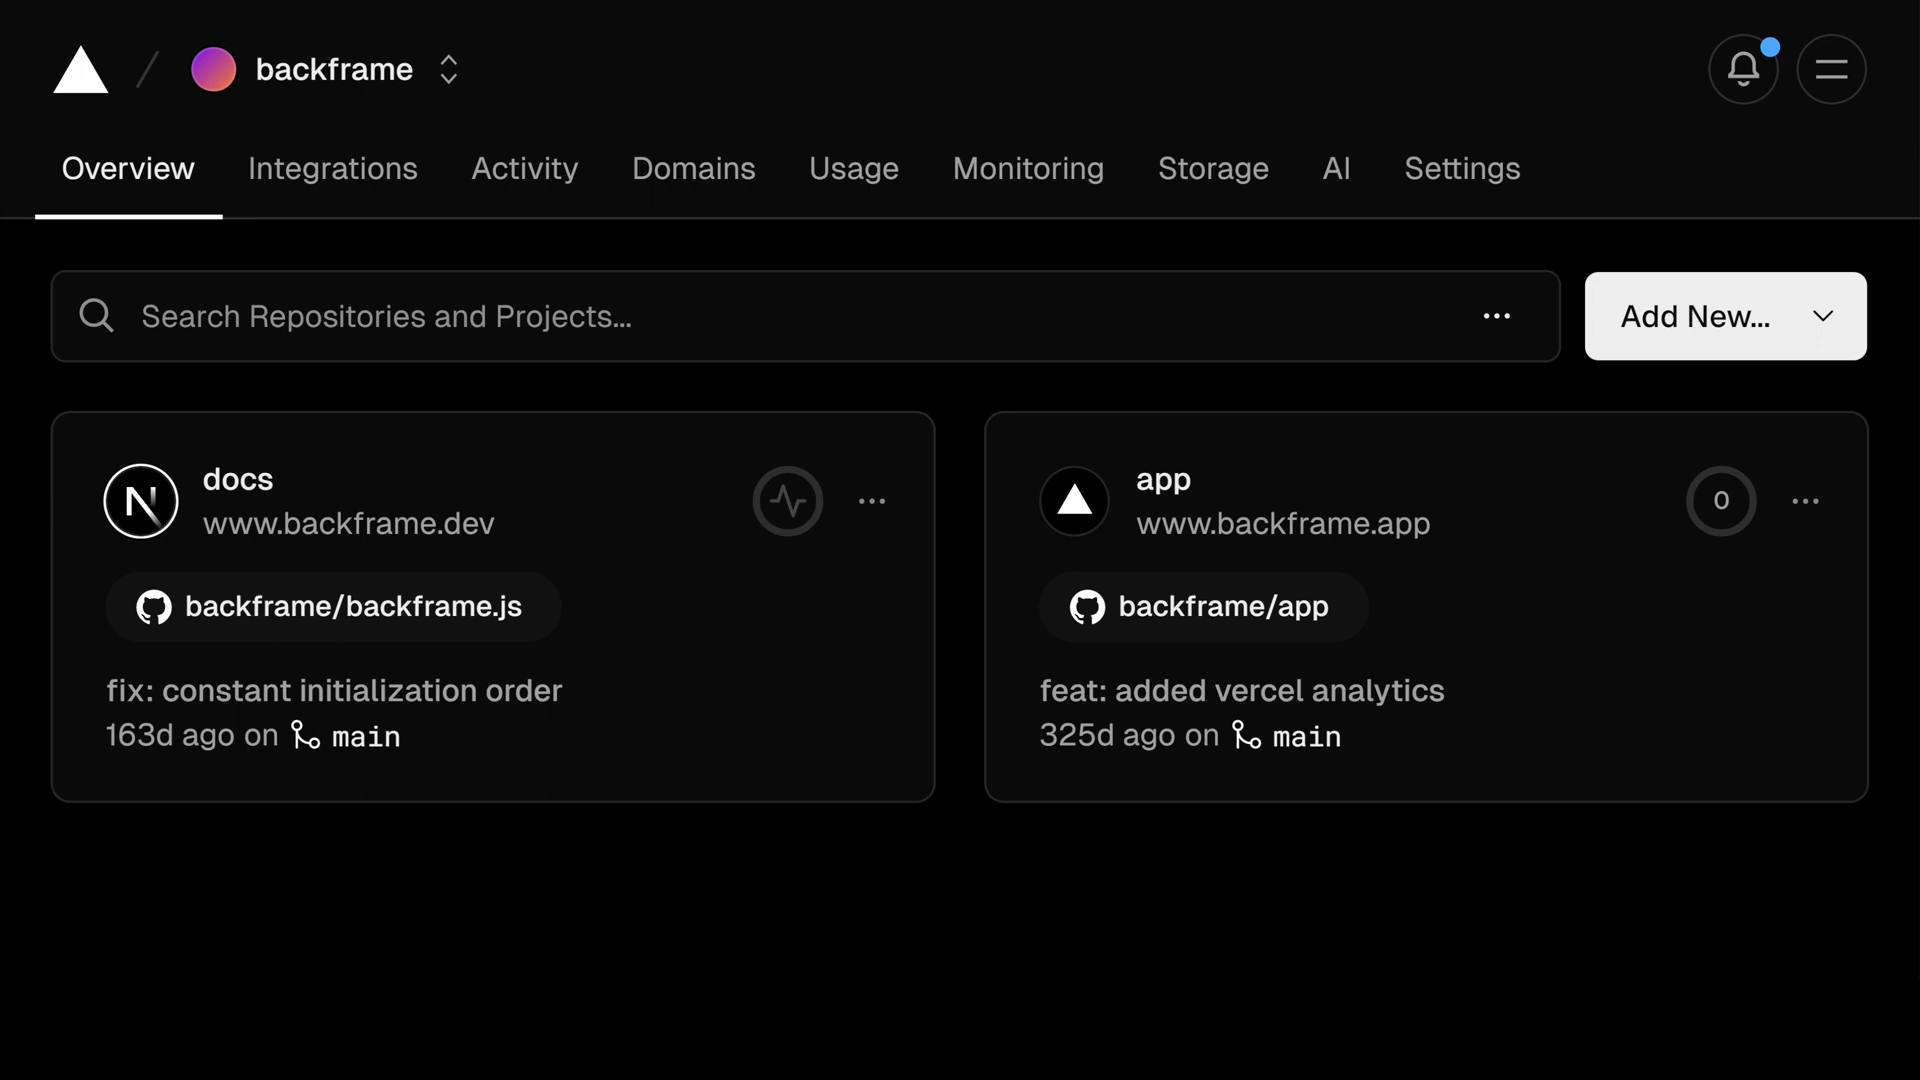 backframe
Overview Integrations Activity Domains Usage Monitoring Storage AI Settings
Search Repositories and Projects...
Add New...
docs
www.backframe.dev
backframe/backframe.js
fix: constant initialization order
163d ago on main
app
www.backframe.app
0
backframe/app
feat: added vercel analytics
325d ago on main